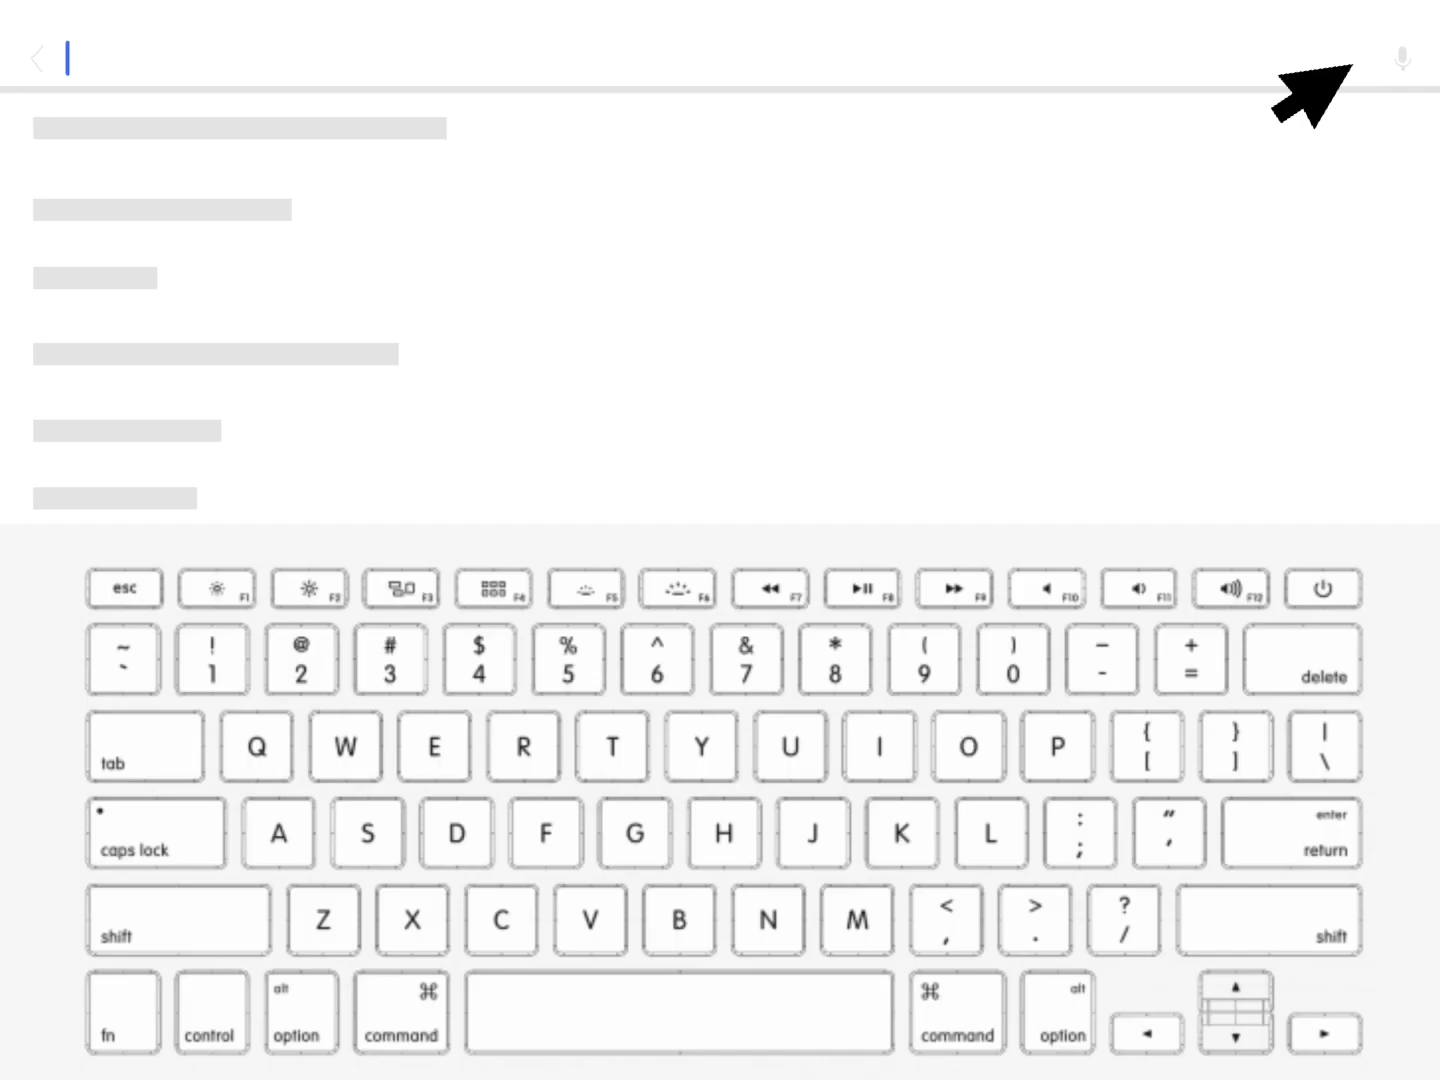 esc F1 F2 F3 F4 F5 F6 F7 F8 F9 F10 F11 F12
~ ! @ # $ % ^ & * ( ) – +
` 1 2 3 4 5 6 7 8 9 0 - = delete
tab Q W E R T Y U I O P { [ } ] | \
caps lock A S D F G H J K L : ; " ' enter return
shift Z X C V B N M < , > . ? / shift
fn control alt option ⌘ command ⌘ command alt option ◀ ▲ ▼ ▶